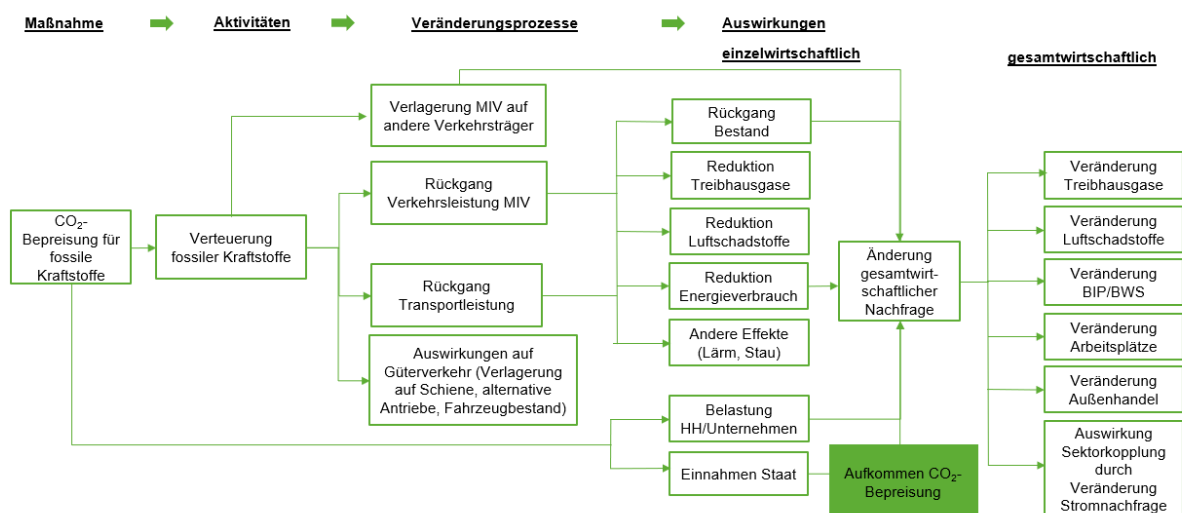 Maßnahme
Aktivitäten
Veränderungsprozesse
Auswirkungen
einzelwirtschaftlich
gesamtwirtschaftlich
CO₂-
Bepreisung für
fossile
Kraftstoffe
Verteuerung
fossiler Kraftstoffe
Verlagerung MIV auf
andere Verkehrsträger
Rückgang
Verkehrsleistung MIV
Rückgang
Transportleistung
Auswirkungen auf
Güterverkehr (Verlagerung
auf Schiene, alternative
Antriebe, Fahrzeugbestand)
Rückgang
Bestand
Reduktion
Treibhausgase
Reduktion
Luftschadstoffe
Reduktion
Energieverbrauch
Andere Effekte
(Lärm, Stau)
Belastung
HH/Unternehmen
Einnahmen Staat
Änderung
gesamtwirt-
schaftlicher
Nachfrage
Aufkommen CO₂-
Bepreisung
Veränderung
Treibhausgase
Veränderung
Luftschadstoffe
Veränderung
BIP/BWS
Veränderung
Arbeitsplätze
Veränderung
Außenhandel
Auswirkung
Sektorkopplung
durch
Veränderung
Stromnachfrage